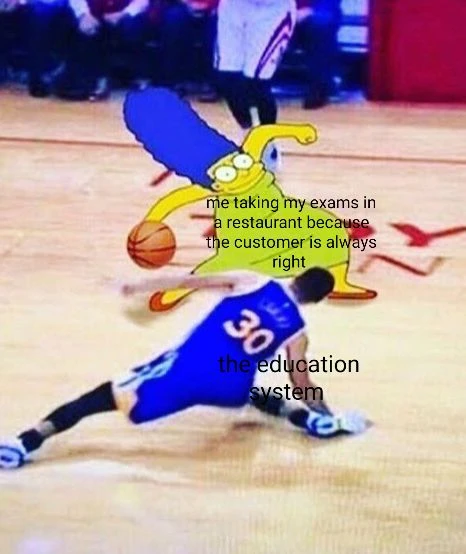 me taking my exams in
a restaurant because
the customer is always
right
30
the education
system